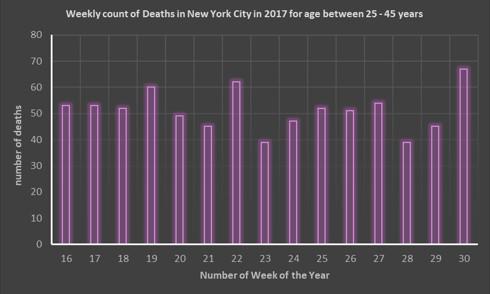 Weekly count of Deaths in New York City in 2017 for age between 25 - 45 years
80
70
60
50
40
30
20
10
0
number of deaths
16 17 18 19 20 21 22 23 24 25 26 27 28 29 30
Number of Week of the Year